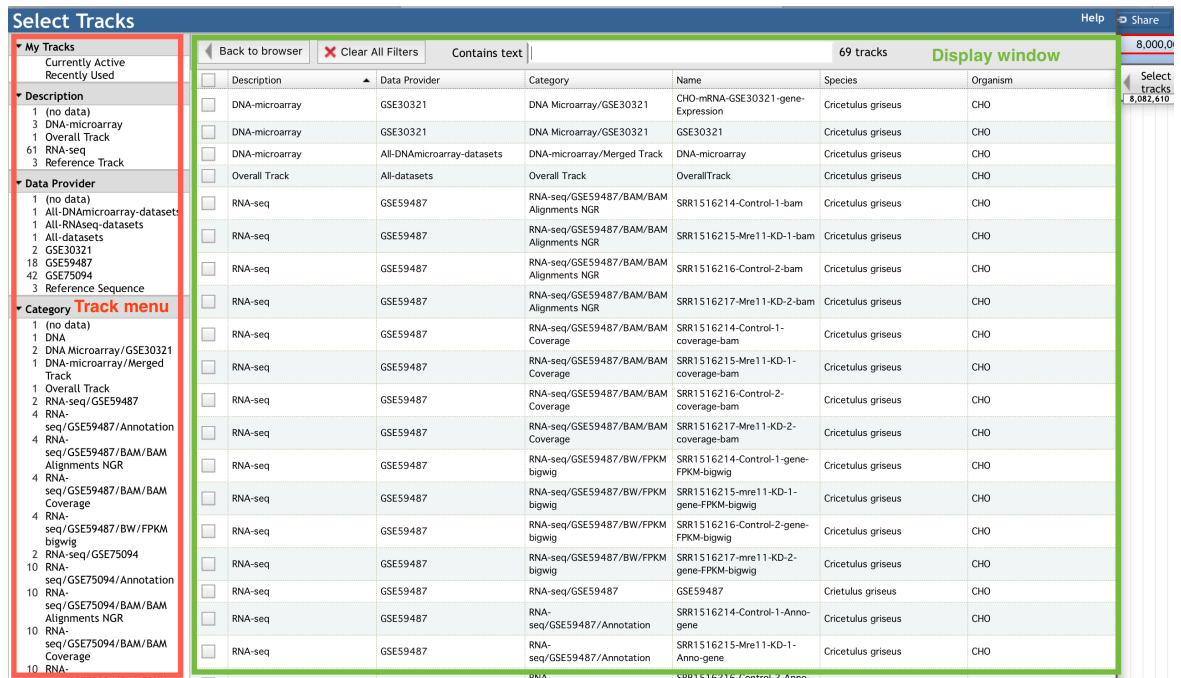 Select Tracks
Help
Share
▾ My Tracks
Currently Active
Recently Used
▾ Description
1 (no data)
3 DNA-microarray
1 Overall Track
61 RNA-seq
3 Reference Track
▾ Data Provider
1 (no data)
1 All-DNAmicroarray-datasets
1 All-RNAseq-datasets
1 All-datasets
2 GSE30321
18 GSE59487
42 GSE75094
3 Reference Sequence
▾ Category
Track menu
1 (no data)
1 DNA
2 DNA Microarray/GSE30321
1 DNA-microarray/Merged
Track
1 Overall Track
2 RNA-seq/GSE59487
4 RNA-
seq/GSE59487/Annotation
4 RNA-
seq/GSE59487/BAM/BAM
Alignments NGR
4 RNA-
seq/GSE59487/BAM/BAM
Coverage
4 RNA-
seq/GSE59487/BW/FPKM
bigwig
2 RNA-seq/GSE75094
10 RNA-
seq/GSE75094/Annotation
10 RNA-
seq/GSE75094/BAM/BAM
Alignments NGR
10 RNA-
seq/GSE75094/BAM/BAM
Coverage
10 RNA-
Back to browser
Clear All Filters
Contains text
69 tracks
Display window
Description Data Provider Category Name Species Organism
DNA-microarray GSE30321 DNA Microarray/GSE30321 CHO-mRNA-GSE30321-gene-
Expression Cricetulus griseus CHO
DNA-microarray GSE30321 DNA Microarray/GSE30321 GSE30321 Cricetulus griseus CHO
DNA-microarray All-DNAmicroarray-datasets DNA-microarray/Merged Track DNA-microarray Cricetulus griseus CHO
Overall Track All-datasets Overall Track OverallTrack Cricetulus griseus CHO
RNA-seq GSE59487 RNA-seq/GSE59487/BAM/BAM
Alignments NGR SRR1516214-Control-1-bam Cricetulus griseus CHO
RNA-seq GSE59487 RNA-seq/GSE59487/BAM/BAM
Alignments NGR SRR1516215-Mre11-KD-1-bam Cricetulus griseus CHO
RNA-seq GSE59487 RNA-seq/GSE59487/BAM/BAM
Alignments NGR SRR1516216-Control-2-bam Cricetulus griseus CHO
RNA-seq GSE59487 RNA-seq/GSE59487/BAM/BAM
Alignments NGR SRR1516217-Mre11-KD-2-bam Cricetulus griseus CHO
RNA-seq GSE59487 RNA-seq/GSE59487/BAM/BAM SRR1516214-Control-1-
Coverage coverage-bam Cricetulus griseus CHO
RNA-seq GSE59487 RNA-seq/GSE59487/BAM/BAM SRR1516215-Mre11-KD-1-
Coverage coverage-bam Cricetulus griseus CHO
RNA-seq GSE59487 RNA-seq/GSE59487/BAM/BAM SRR1516216-Control-2-
Coverage coverage-bam Cricetulus griseus CHO
RNA-seq GSE59487 RNA-seq/GSE59487/BAM/BAM SRR1516217-Mre11-KD-2-
Coverage coverage-bam Cricetulus griseus CHO
RNA-seq GSE59487 RNA-seq/GSE59487/BW/FPKM SRR1516214-Control-1-gene-
bigwig FPKM-bigwig Cricetulus griseus CHO
RNA-seq GSE59487 RNA-seq/GSE59487/BW/FPKM SRR1516215-mre11-KD-1-
bigwig gene-FPKM-bigwig Cricetulus griseus CHO
RNA-seq GSE59487 RNA-seq/GSE59487/BW/FPKM SRR1516216-Control-2-gene-
bigwig FPKM-bigwig Cricetulus griseus CHO
RNA-seq GSE59487 RNA-seq/GSE59487/BW/FPKM SRR1516217-mre11-KD-2-
bigwig gene-FPKM-bigwig Cricetulus griseus CHO
RNA-seq GSE59487 RNA-seq/GSE59487 GSE59487 Crietulus griseus CHO
RNA-seq GSE59487 RNA- SRR1516214-Control-1-Anno-
seq/GSE59487/Annotation gene Cricetulus griseus CHO
RNA-seq GSE59487 RNA- SRR1516215-Mre11-KD-1-
seq/GSE59487/Annotation Anno-gene Cricetulus griseus CHO
8,000,0
Select
tracks
8,082,610